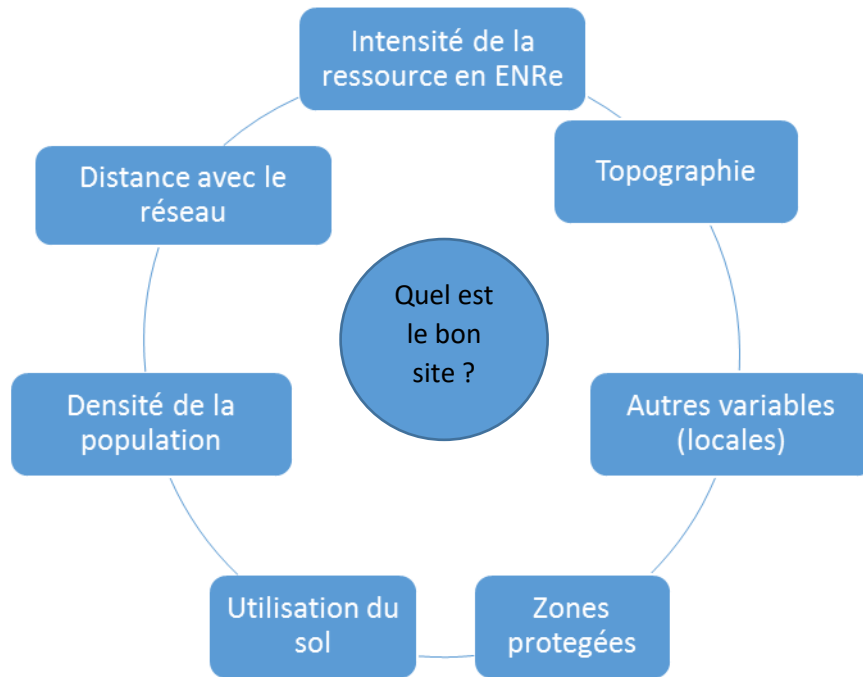 Intensité de la
ressource en ENRe
Topographie
Distance avec le
réseau
Quel est
le bon
site ?
Densité de la
population
Autres variables
(locales)
Utilisation du
sol
Zones
protegées